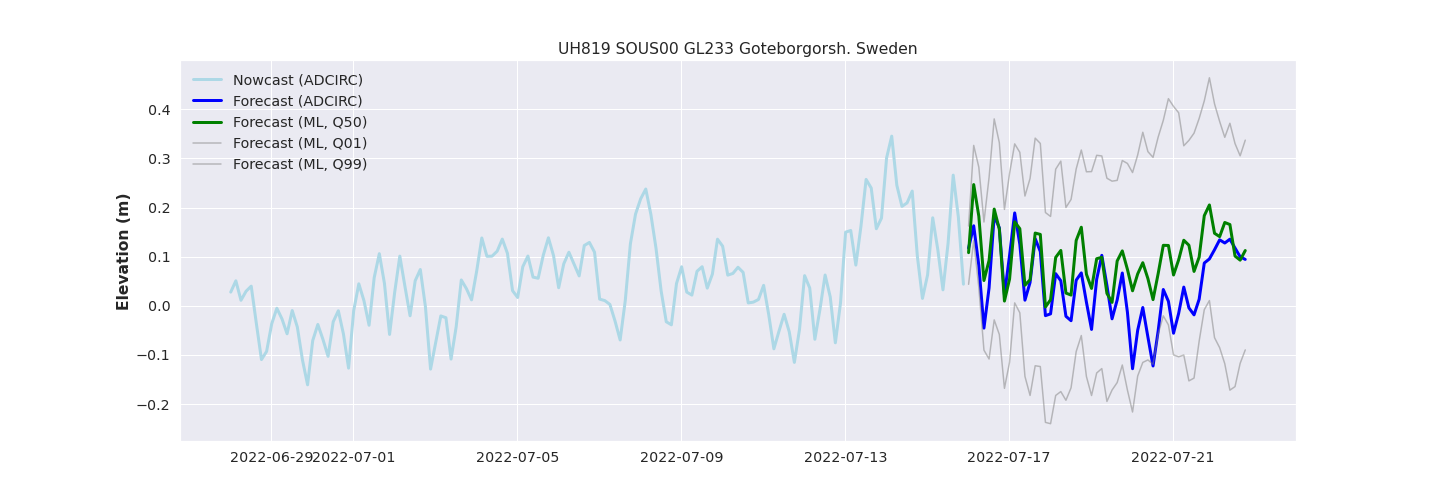 UH819 SOUS00 GL233 Goteborgorsh. Sweden
Nowcast (ADCIRC)
Forecast (ADCIRC)
Forecast (ML, Q50)
Forecast (ML, Q01)
Forecast (ML, Q99)
Elevation (m)
0.4
0.3
0.2
0.1
0.0
−0.1
−0.2
2022-06-29 2022-07-01 2022-07-05 2022-07-09 2022-07-13 2022-07-17 2022-07-21